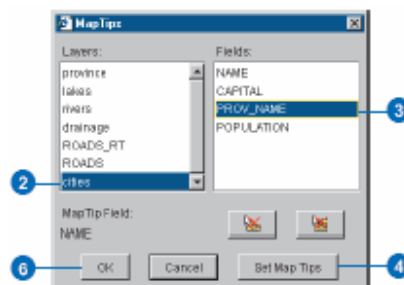 MapTips
Layers:
Fields:
province
lakes
rivers
drainage
ROADS_RT
ROADS
cities
NAME
CAPITAL
PROV_NAME
POPULATION
3
2
MapTip Field:
NAME
6
OK
Cancel
Set Map Tips
4